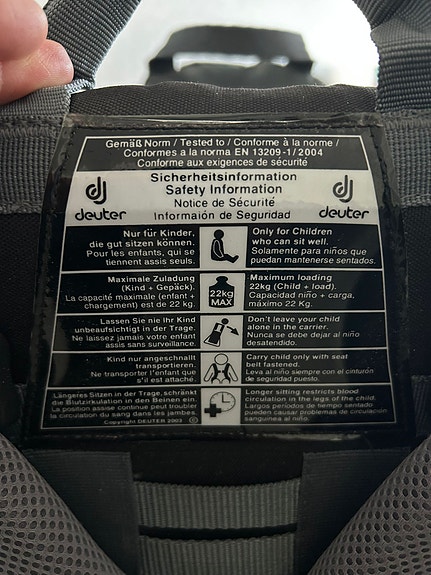 Gemäß Norm / Tested to / Conforme à la norme /
Conformes a la norma EN 13209-1/2004
Conforme aux exigences de sécurité
deuter
Sicherheitsinformation
Safety Information
Notice de Sécurité
Información de Seguridad
deuter
Nur für Kinder,
die gut sitzen können.
Pour les enfants, qui se
tiennent assis seuls.
Only for Children
who can sit well.
Solamente para niños que
puedan mantenerse sentados.
Maximale Zuladung
(Kind + Gepäck).
La capacité maximale (enfant +
chargement) est de 22 kg.
22kg
MAX
Maximum loading
22kg (Child + load).
Capacidad niño + carga,
máximo 22 Kg.
Lassen Sie nie Ihr Kind
unbeaufsichtigt in der Trage.
Ne laissez jamais votre enfant
assis sans surveillance.
Don't leave your child
alone in the carrier.
Nunca se debe dejar al niño
desatendido.
Kind nur angeschnallt
transportieren.
Ne transporter l'enfant que
s'il est attaché.
Carry child only with seat
belt fastened.
Leva al niño siempre con el cinturón
de seguridad puesto.
Längeres Sitzen in der Trage, schränkt
die Blutzirkulation in den Beinen ein.
La position assise continue peut troubler
la circulation du sang dans les jambes.
Copyright DEUTER 2003 ©
Longer sitting restricts blood
circulation in the legs of the child.
Largos periodos de tiempo sentado
pueden causar problemas de circulación
sanguínea al niño.